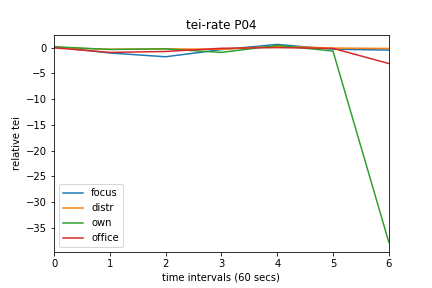 tei-rate P04
relative tei
0
−5
−10
−15
−20
−25
−30
−35
focus
distr
own
office
0 1 2 3 4 5 6
time intervals (60 secs)